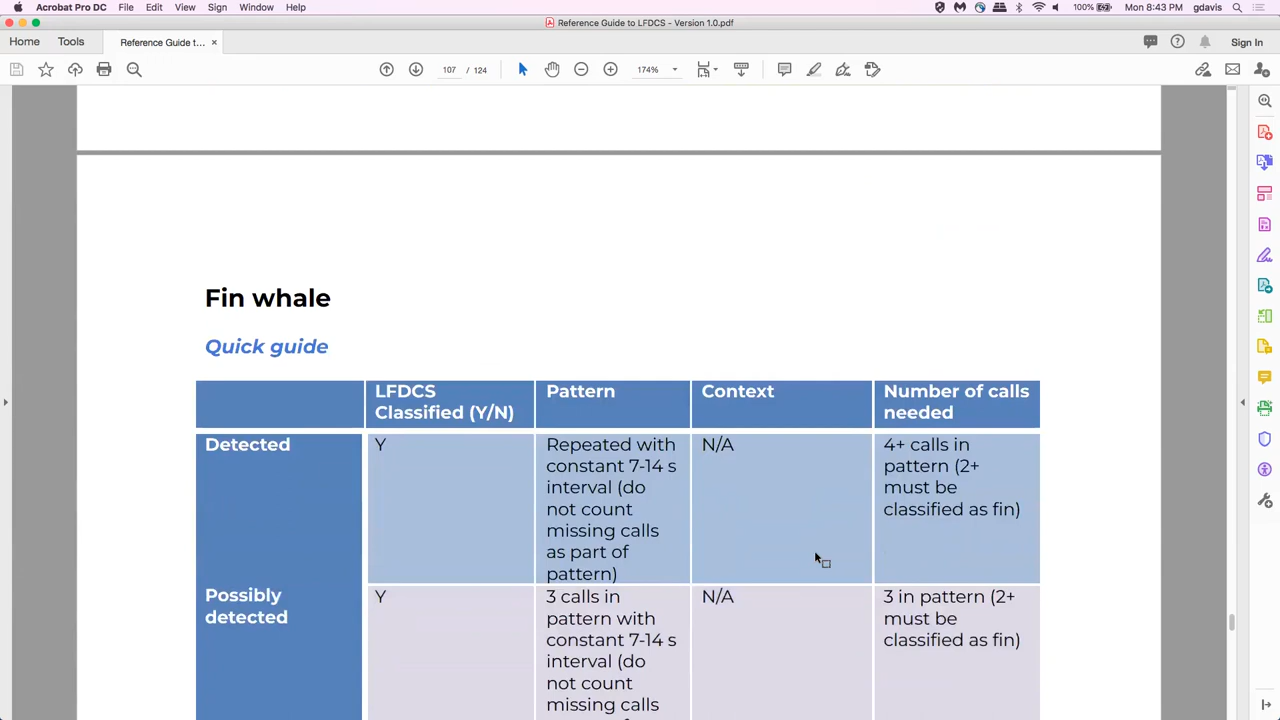 Acrobat Pro DC File Edit View Sign Window Help 100% Mon 8:43 PM gdavis
Reference Guide to LFDCS - Version 1.0.pdf
Home Tools Reference Guide t... × Sign In
107 / 124 174%
Fin whale
Quick guide
LFDCS
Classified (Y/N)
Pattern
Context
Number of calls
needed
Detected
Y
Repeated with
constant 7-14 s
interval (do
not count
missing calls
as part of
pattern)
N/A
4+ calls in
pattern (2+
must be
classified as fin)
Possibly
detected
Y
3 calls in
pattern with
constant 7-14 s
interval (do
not count
missing calls
N/A
3 in pattern (2+
must be
classified as fin)